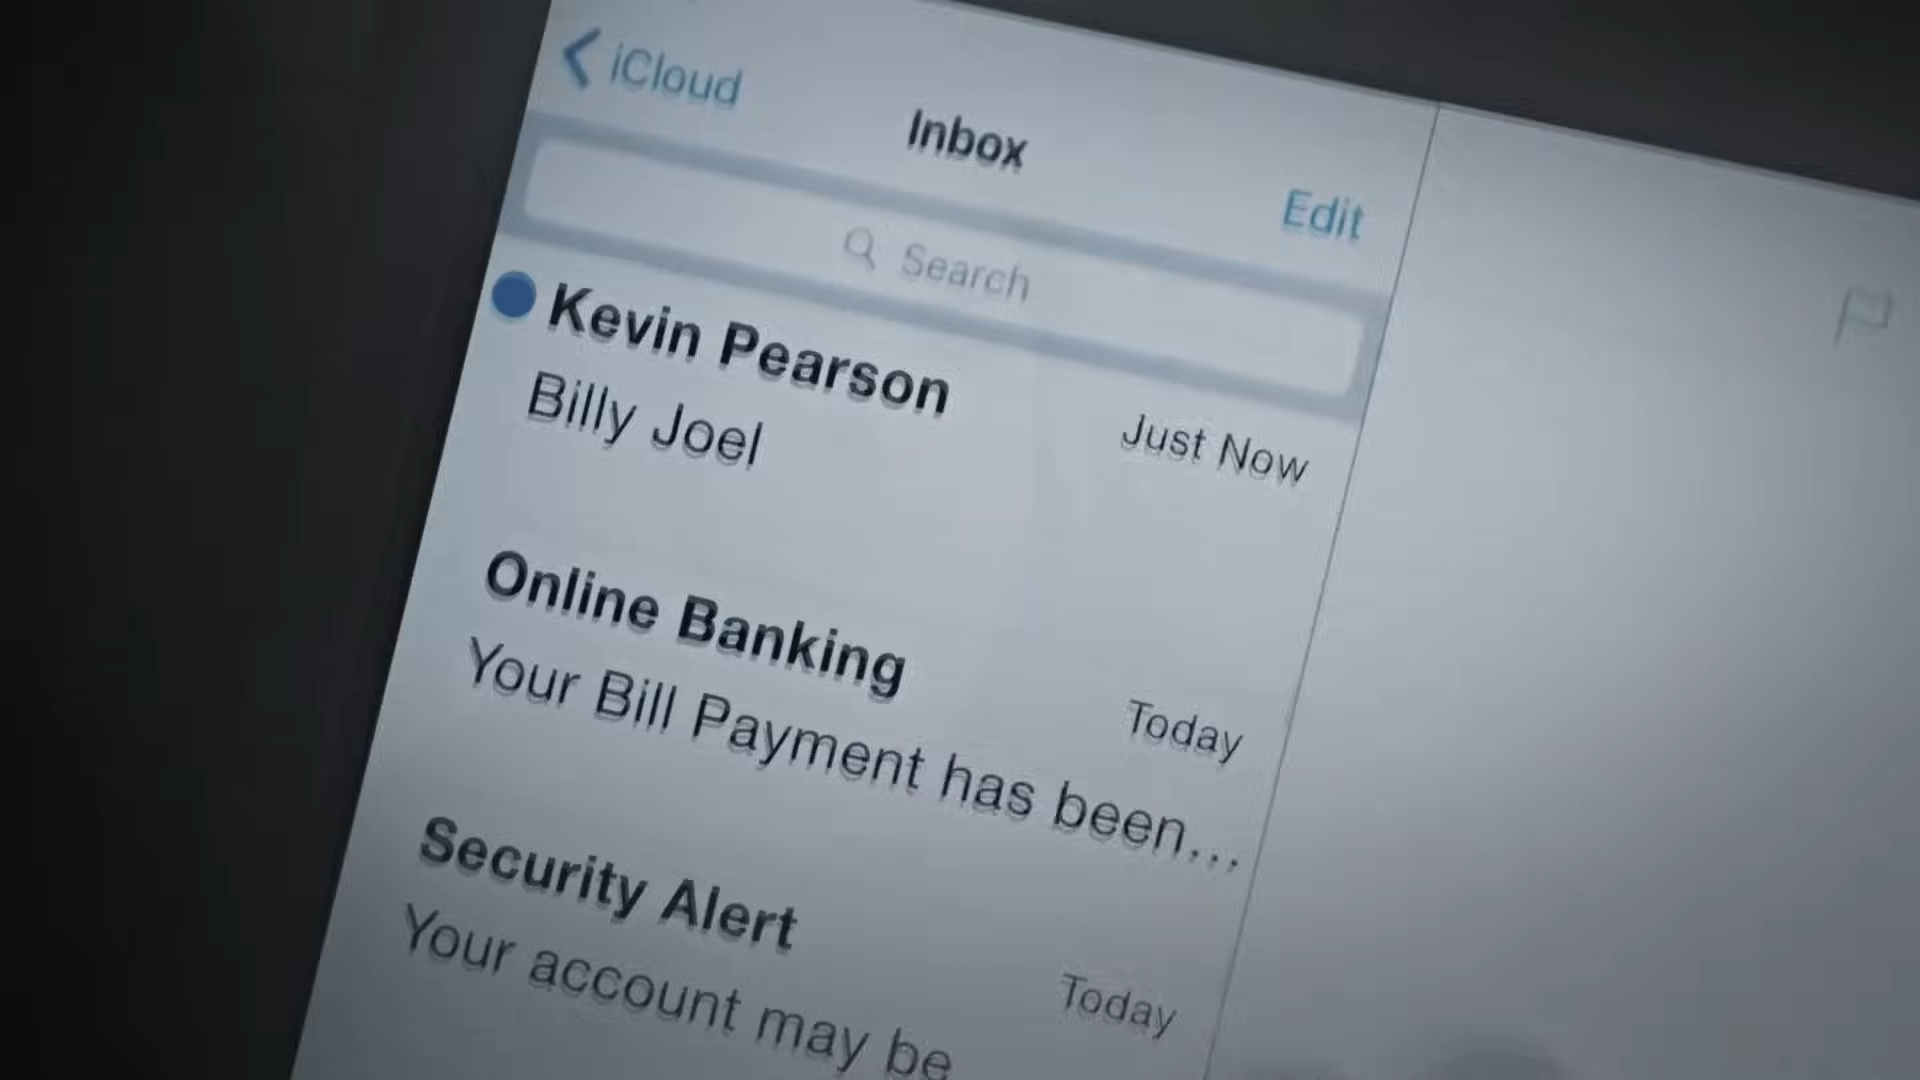 iCloud
Inbox
Edit
Search
Kevin Pearson
Just Now
Billy Joel
Online Banking
Today
Your Bill Payment has been...
Security Alert
Today
Your account may be